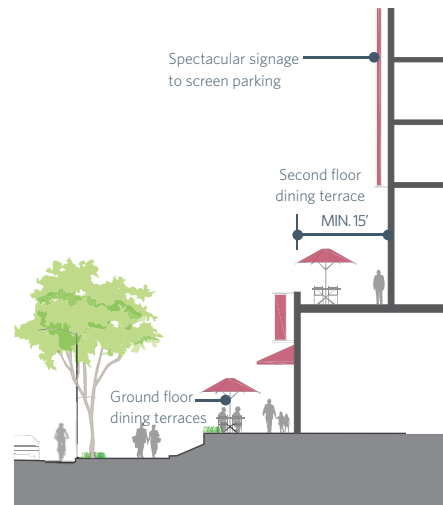 Spectacular signage
to screen parking
Second floor
dining terrace
MIN. 15'
Ground floor
dining terraces